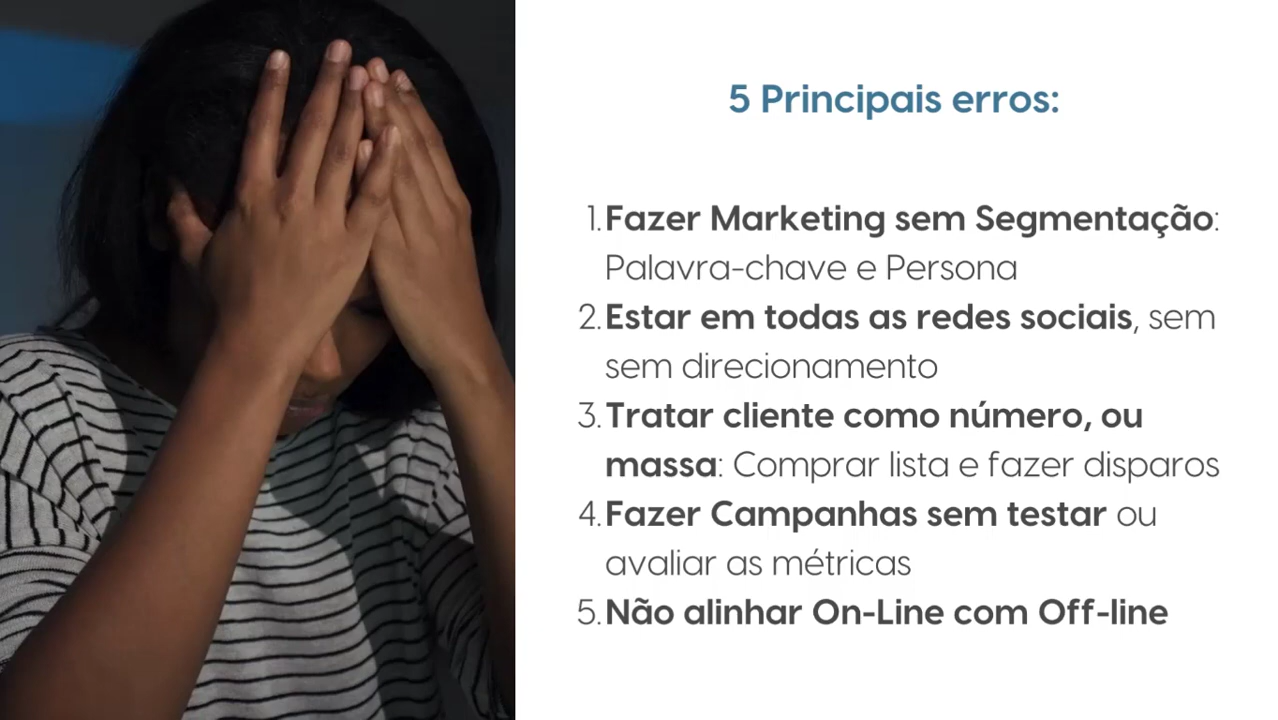 5 Principais erros:
1. Fazer Marketing sem Segmentação:
Palavra-chave e Persona
2. Estar em todas as redes sociais, sem
sem direcionamento
3. Tratar cliente como número, ou
massa: Comprar lista e fazer disparos
4. Fazer Campanhas sem testar ou
avaliar as métricas
5. Não alinhar On-Line com Off-line